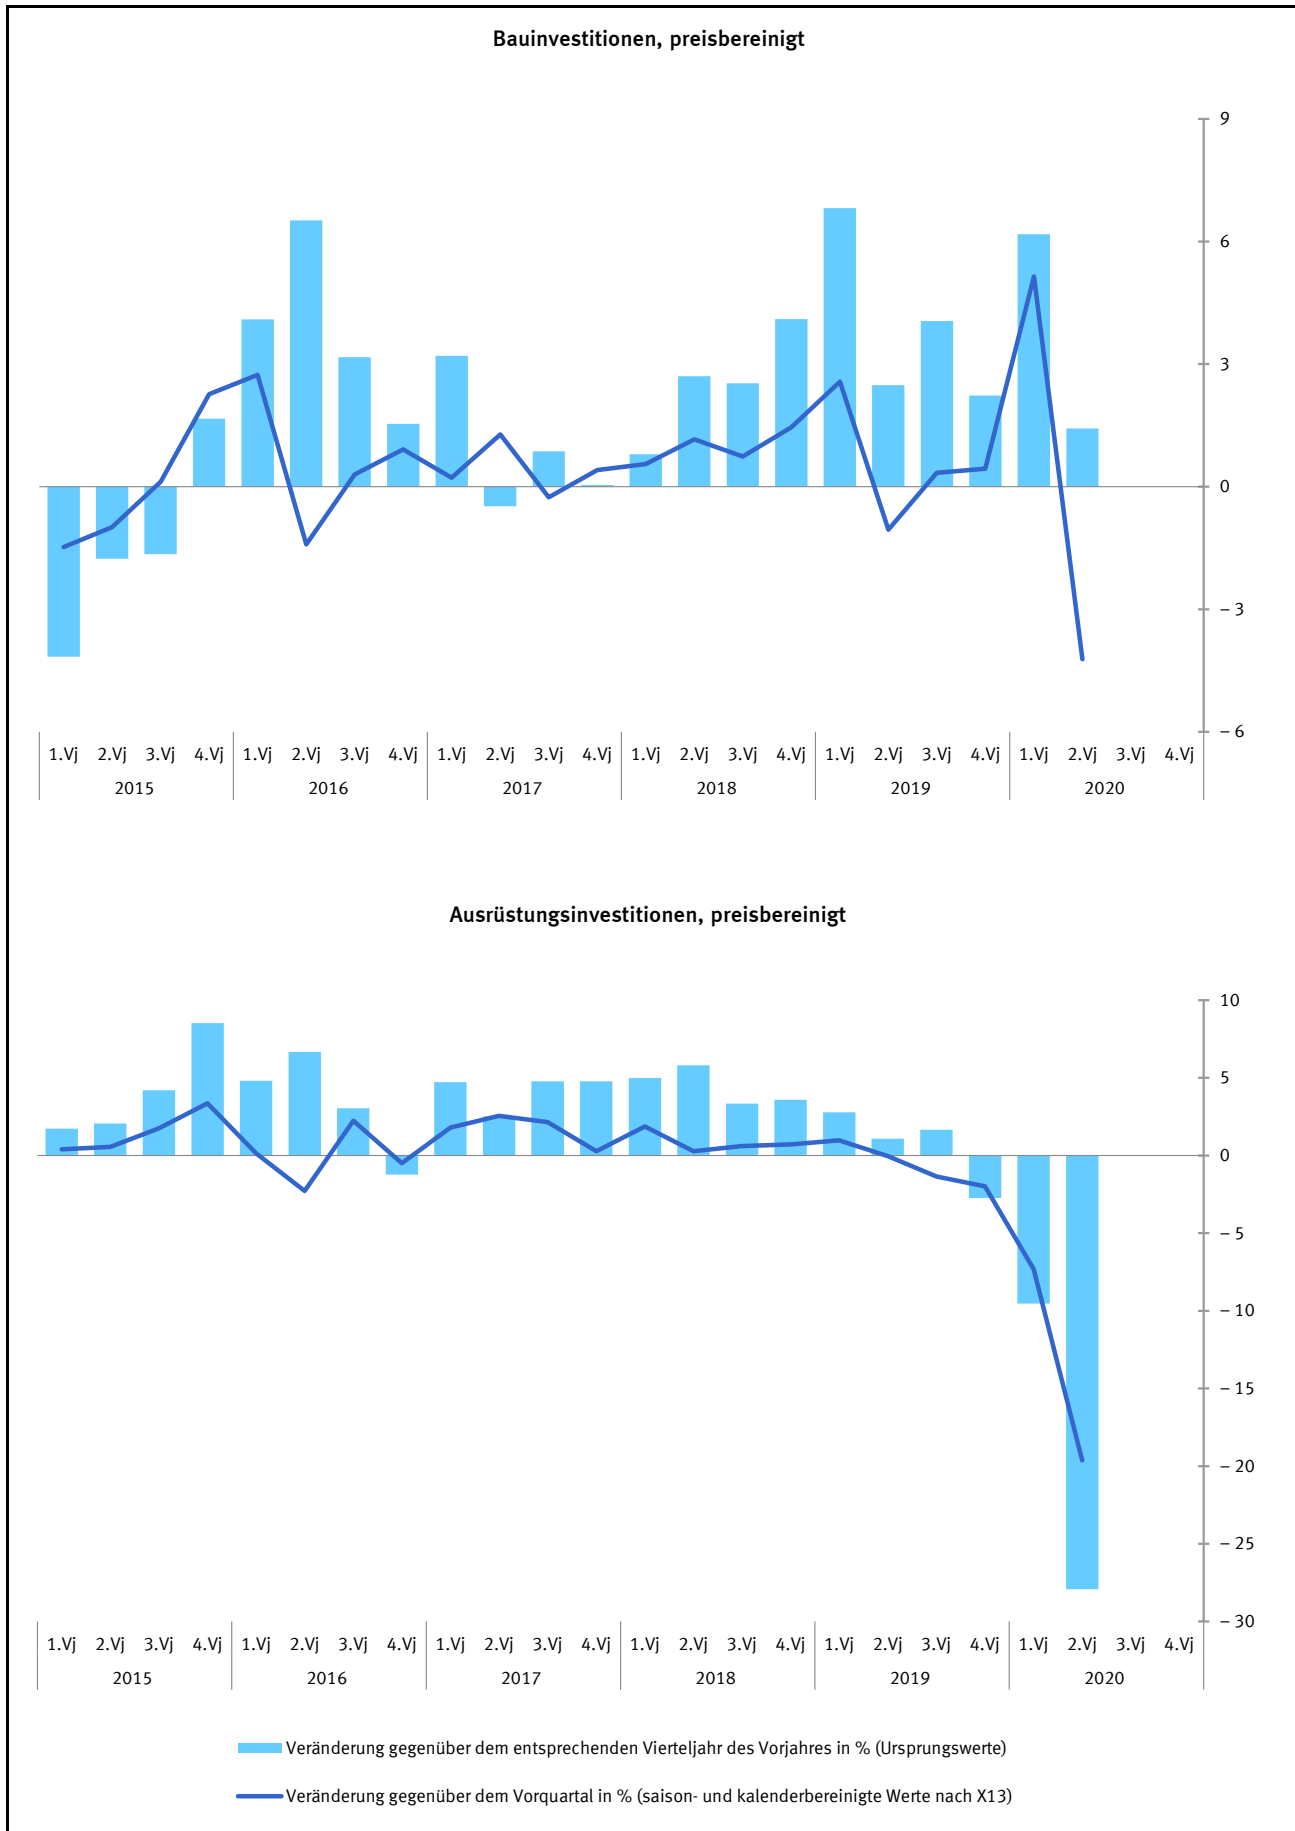 Bauinvestitionen, preisbereinigt
9
6
3
0
– 3
– 6
1.Vj 2.Vj 3.Vj 4.Vj 1.Vj 2.Vj 3.Vj 4.Vj 1.Vj 2.Vj 3.Vj 4.Vj 1.Vj 2.Vj 3.Vj 4.Vj 1.Vj 2.Vj 3.Vj 4.Vj 1.Vj 2.Vj 3.Vj 4.Vj
2015 2016 2017 2018 2019 2020
Ausrüstungsinvestitionen, preisbereinigt
10
5
0
– 5
– 10
– 15
– 20
– 25
– 30
1.Vj 2.Vj 3.Vj 4.Vj 1.Vj 2.Vj 3.Vj 4.Vj 1.Vj 2.Vj 3.Vj 4.Vj 1.Vj 2.Vj 3.Vj 4.Vj 1.Vj 2.Vj 3.Vj 4.Vj 1.Vj 2.Vj 3.Vj 4.Vj
2015 2016 2017 2018 2019 2020
Veränderung gegenüber dem entsprechenden Vierteljahr des Vorjahres in % (Ursprungswerte)
Veränderung gegenüber dem Vorquartal in % (saison- und kalenderbereinigte Werte nach X13)